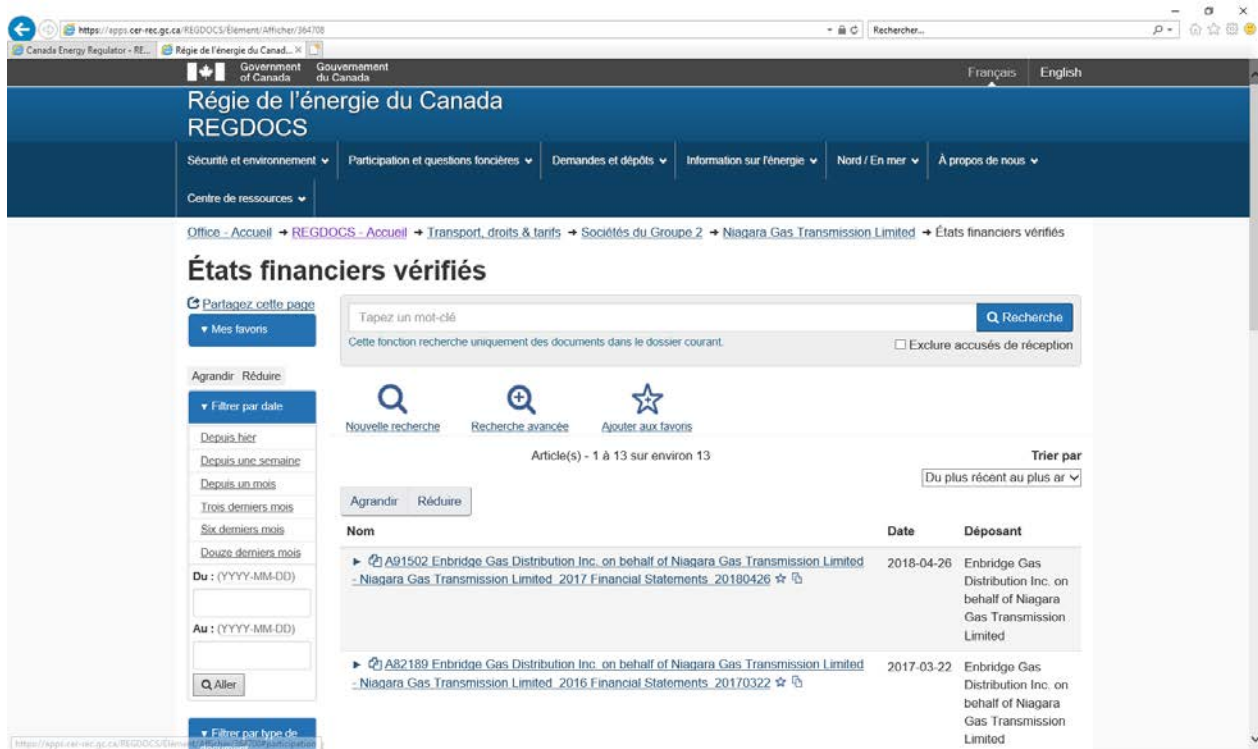 https://apps.cer-rec.gc.ca/REGDOCS/Élément/Afficher/364708
Rechercher...
Canada Energy Regulator - RE...
Régie de l'énergie du Canad...
Government of Canada
Gouvernement du Canada
Français English
Régie de l'énergie du Canada
REGDOCS
Sécurité et environnement
Participation et questions foncières
Demandes et dépôts
Information sur l'énergie
Nord / En mer
À propos de nous
Centre de ressources
Office - Accueil → REGDOCS - Accueil → Transport, droits & tarifs → Sociétés du Groupe 2 → Niagara Gas Transmission Limited → États financiers vérifiés
États financiers vérifiés
Partagez cette page
▼ Mes favoris
Tapez un mot-clé
Recherche
Cette fonction recherche uniquement des documents dans le dossier courant.
Exclure accusés de réception
Agrandir Réduire
▼ Filtrer par date
Depuis hier
Depuis une semaine
Depuis un mois
Trois derniers mois
Six derniers mois
Douze derniers mois
Du : (YYYY-MM-DD)
Au : (YYYY-MM-DD)
Aller
▼ Filtrer par type de
Nouvelle recherche
Recherche avancée
Ajouter aux favoris
Article(s) - 1 à 13 sur environ 13
Trier par
Du plus récent au plus ar
Agrandir Réduire
Nom Date Déposant
► A91502 Enbridge Gas Distribution Inc. on behalf of Niagara Gas Transmission Limited
- Niagara Gas Transmission Limited_2017 Financial Statements_20180426
2018-04-26
Enbridge Gas
Distribution Inc. on
behalf of Niagara
Gas Transmission
Limited
► A82189 Enbridge Gas Distribution Inc. on behalf of Niagara Gas Transmission Limited
- Niagara Gas Transmission Limited_2016 Financial Statements_20170322
2017-03-22
Enbridge Gas
Distribution Inc. on
behalf of Niagara
Gas Transmission
Limited